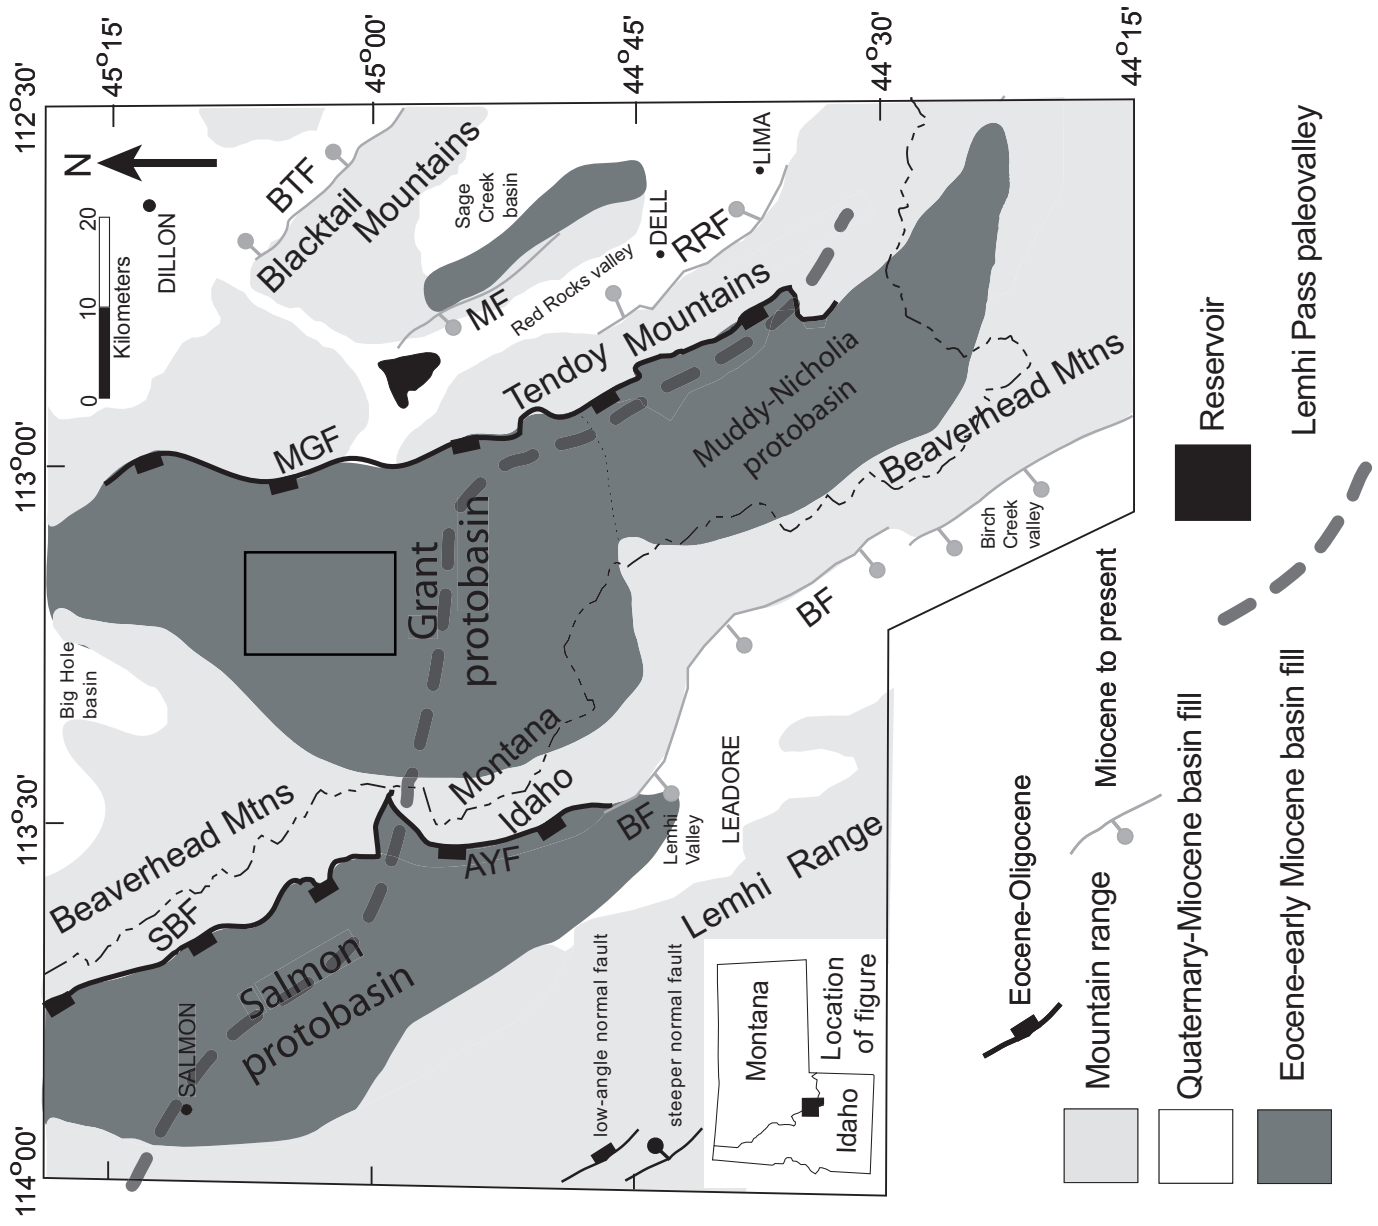 114°00'
113°30'
113°00'
112°30'
45°15'
45°00'
44°45'
44°30'
44°15'
N
0 10 20
Kilometers
DILLON
BTF
Blacktail
Mountains
Sage
Creek
basin
MF
Red Rocks valley
DELL
LIMA
RRF
Tendoy Mountains
MGF
Big Hole
basin
Grant
protobasin
Muddy-Nicholia
protobasin
Beaverhead Mtns
Birch
Creek
valley
BF
Montana
Idaho
Beaverhead Mtns
SBF
AYF
BF
Lemhi
Valley
LEADORE
Lemhi Range
SALMON
Salmon
protobasin
low-angle normal fault
steeper normal fault
Montana
Idaho
Location
of figure
Eocene-Oligocene
Miocene to present
Mountain range
Quaternary-Miocene basin fill
Eocene-early Miocene basin fill
Reservoir
Lemhi Pass paleovalley